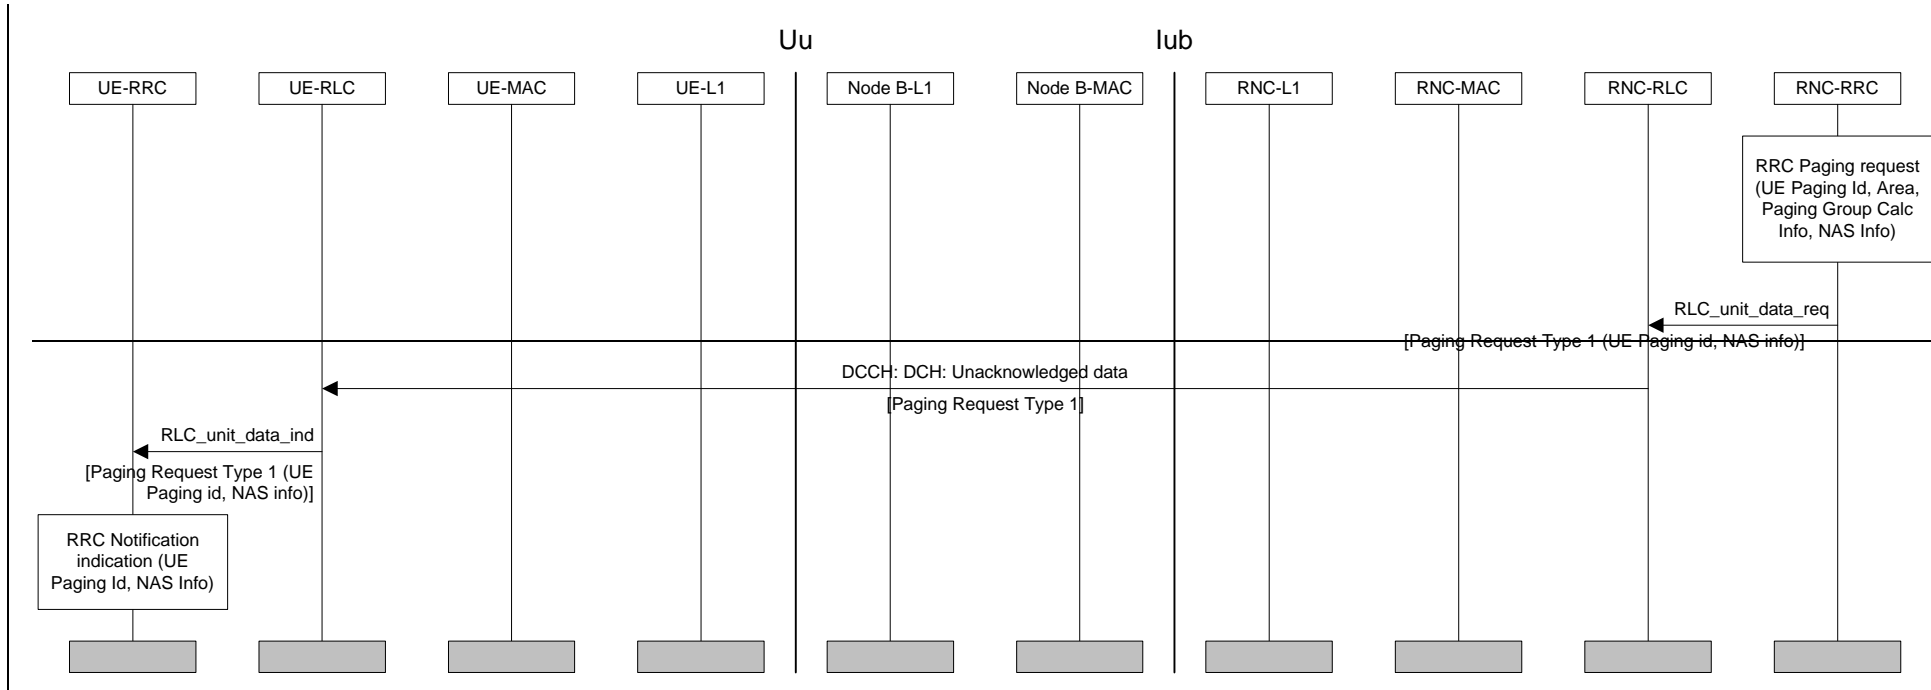 Uu
Iub
UE-RRC
UE-RLC
UE-MAC
UE-L1
Node B-L1
Node B-MAC
RNC-L1
RNC-MAC
RNC-RLC
RNC-RRC
RRC Paging request
(UE Paging Id, Area,
Paging Group Calc
Info, NAS Info)
RLC_unit_data_req
[Paging Request Type 1 (UE Paging id, NAS info)]
DCCH: DCH: Unacknowledged data
[Paging Request Type 1]
RLC_unit_data_ind
[Paging Request Type 1 (UE
Paging id, NAS info)]
RRC Notification
indication (UE
Paging Id, NAS Info)